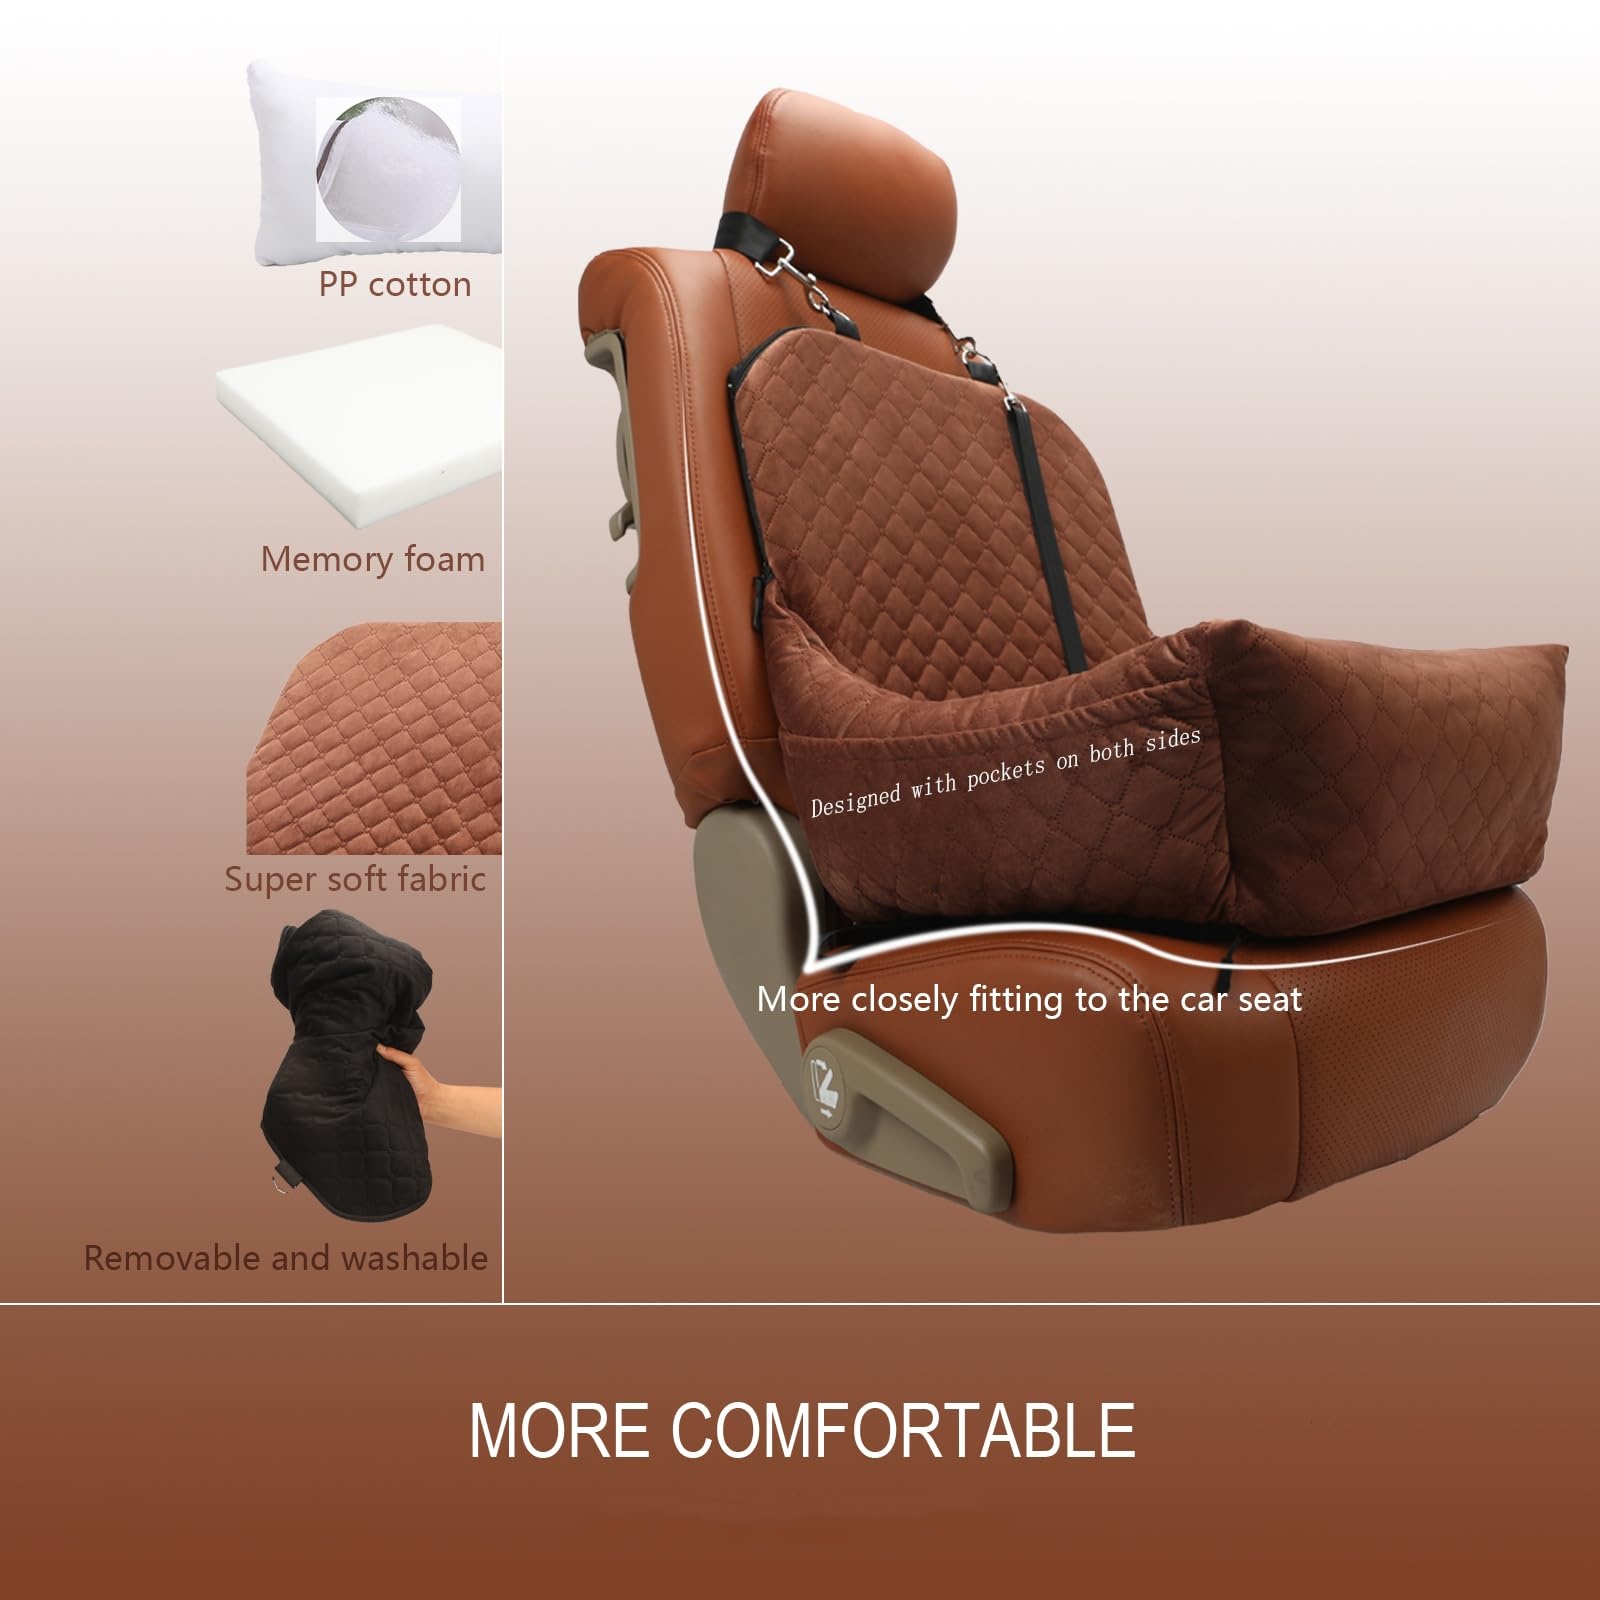 PP cotton
Memory foam
Super soft fabric
Removable and washable
Designed with pockets on both sides
More closely fitting to the car seat
MORE COMFORTABLE